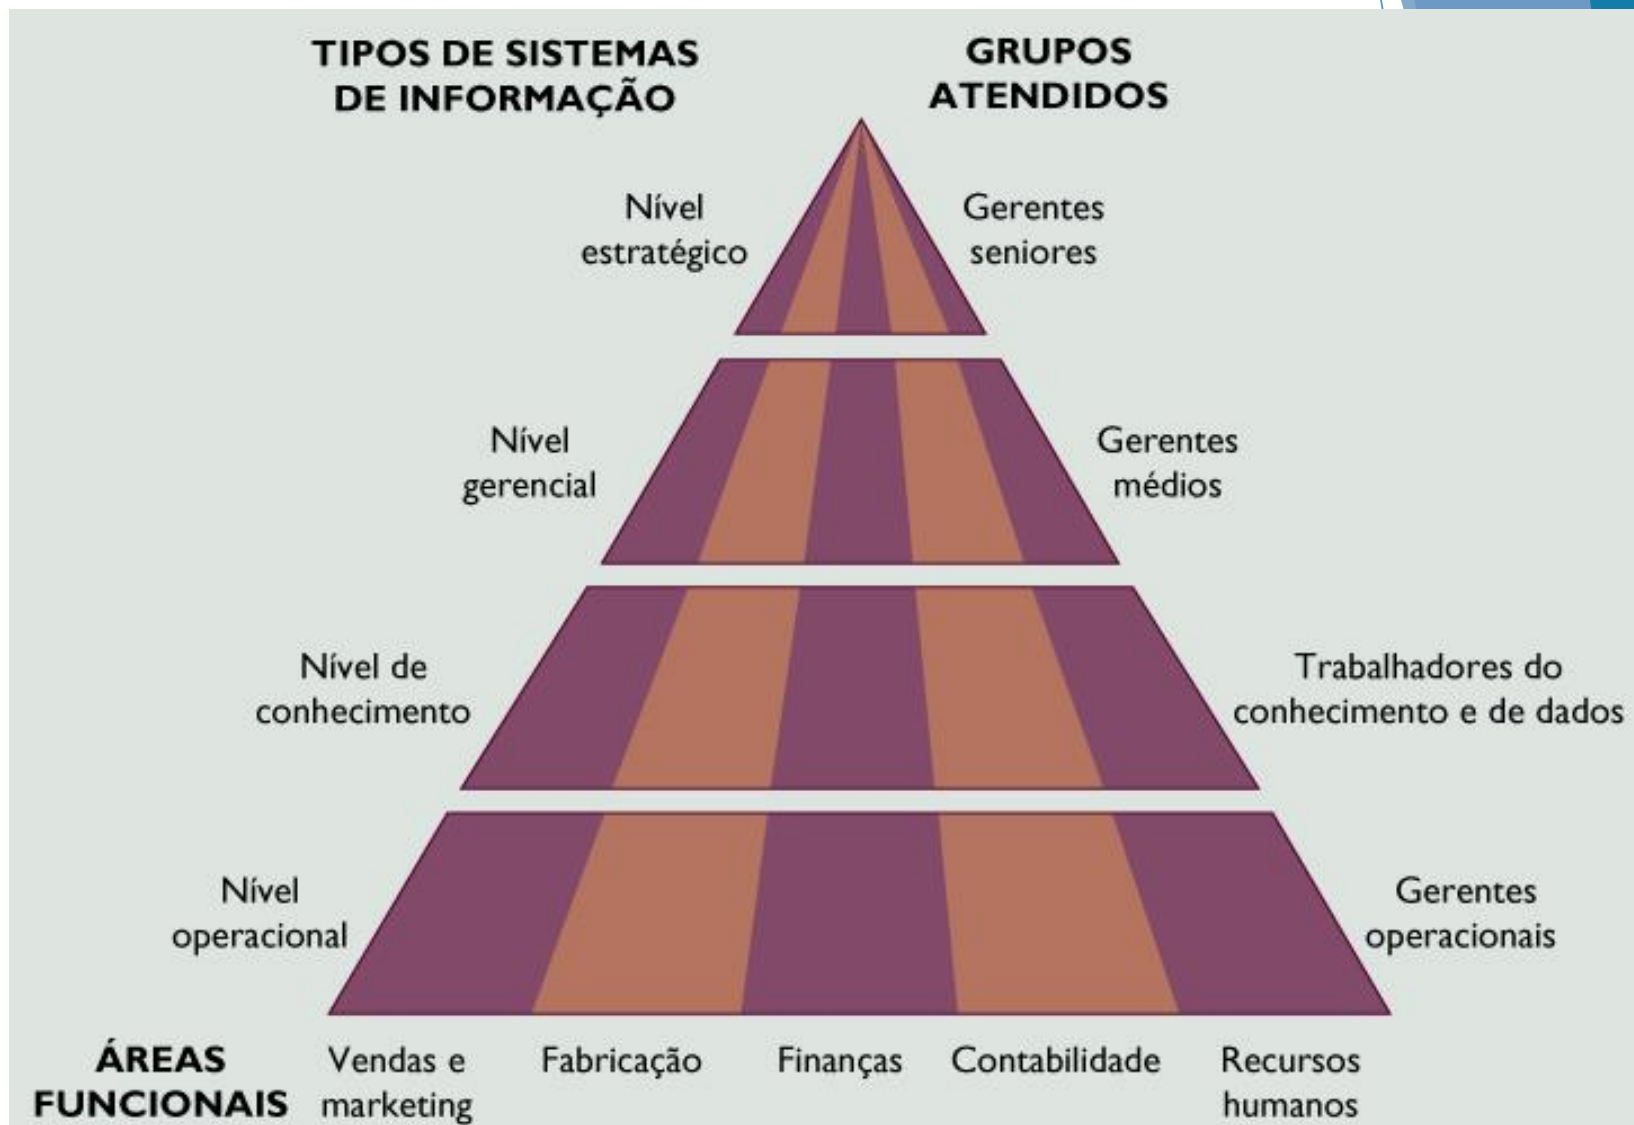 TIPOS DE SISTEMAS
DE INFORMAÇÃO
GRUPOS
ATENDIDOS
Nível
estratégico
Gerentes
seniores
Nível
gerencial
Gerentes
médios
Nível de
conhecimento
Trabalhadores do
conhecimento e de dados
Nível
operacional
Gerentes
operacionais
ÁREAS
FUNCIONAIS
Vendas e
marketing
Fabricação
Finanças
Contabilidade
Recursos
humanos